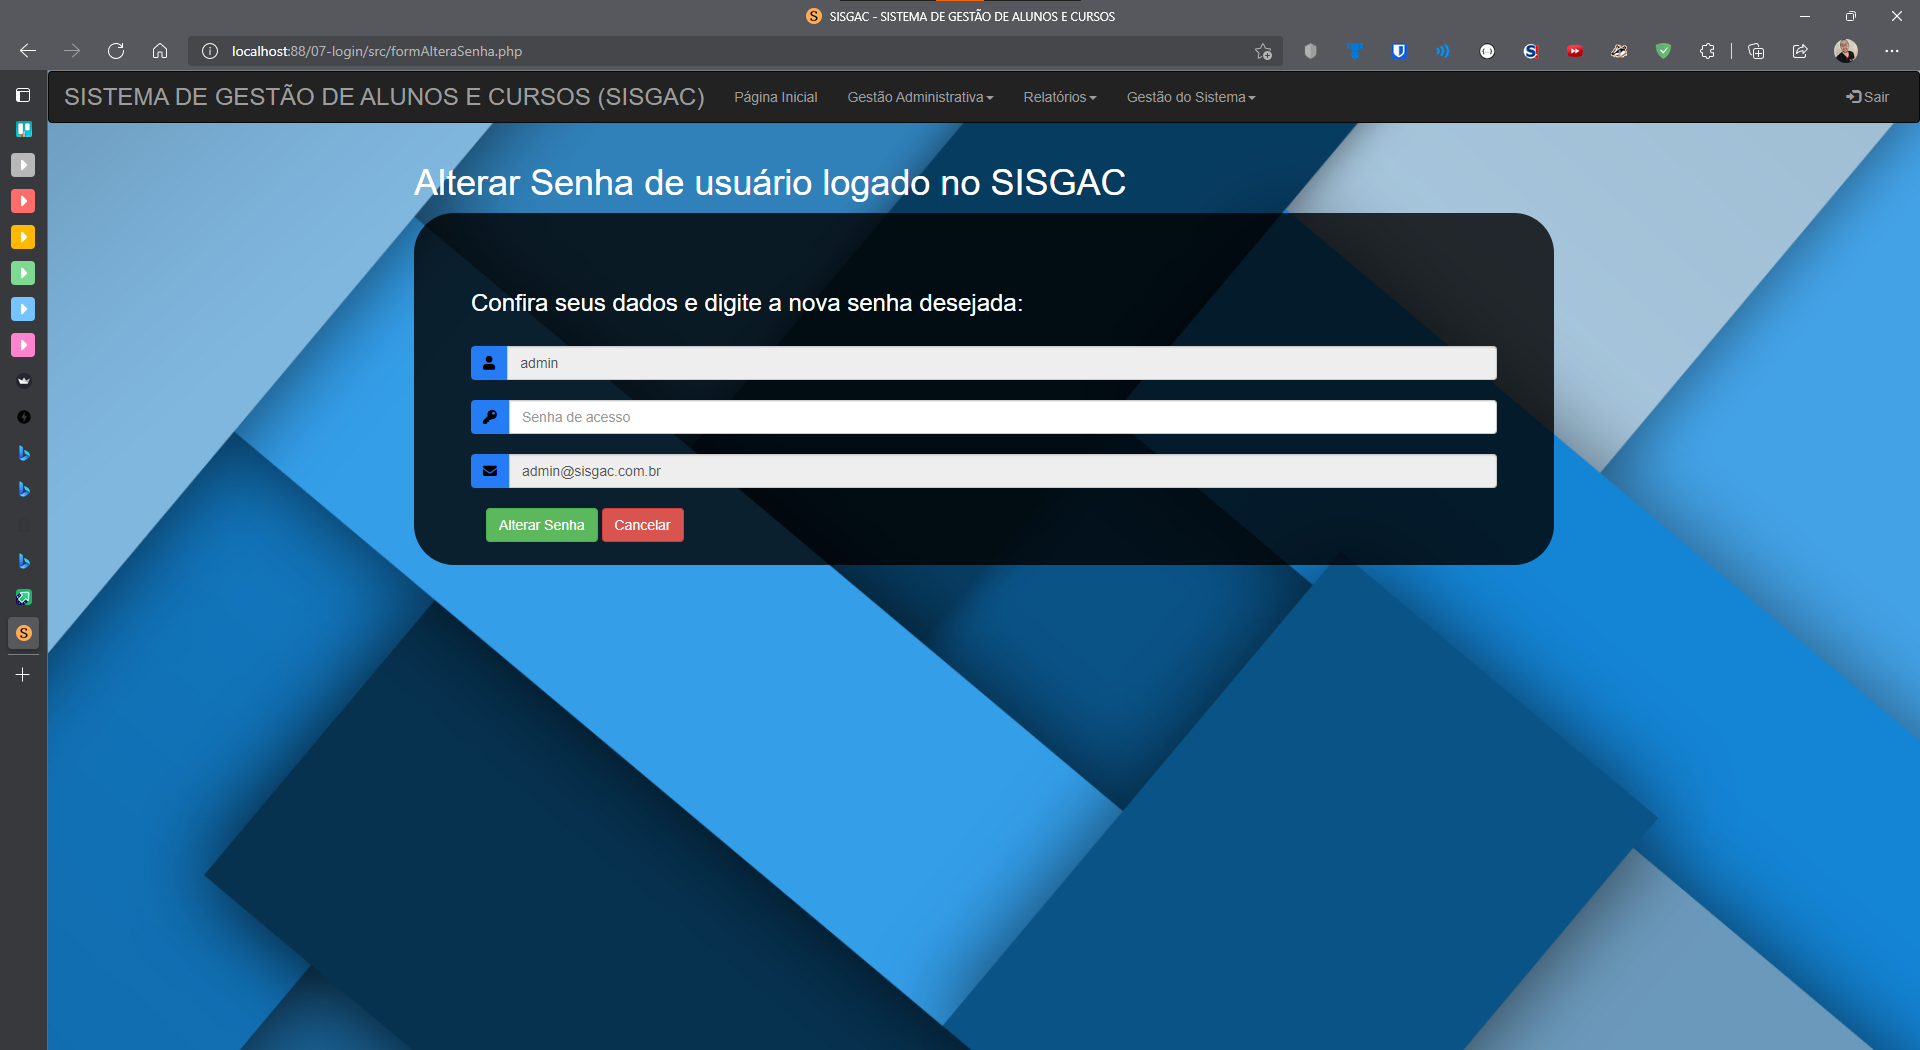 SISGAC - SISTEMA DE GESTÃO DE ALUNOS E CURSOS
localhost:88/07-login/src/formAlteraSenha.php
SISTEMA DE GESTÃO DE ALUNOS E CURSOS (SISGAC) Página Inicial Gestão Administrativa Relatórios Gestão do Sistema Sair
Alterar Senha de usuário logado no SISGAC
Confira seus dados e digite a nova senha desejada:
admin
Senha de acesso
admin@sisgac.com.br
Alterar Senha Cancelar